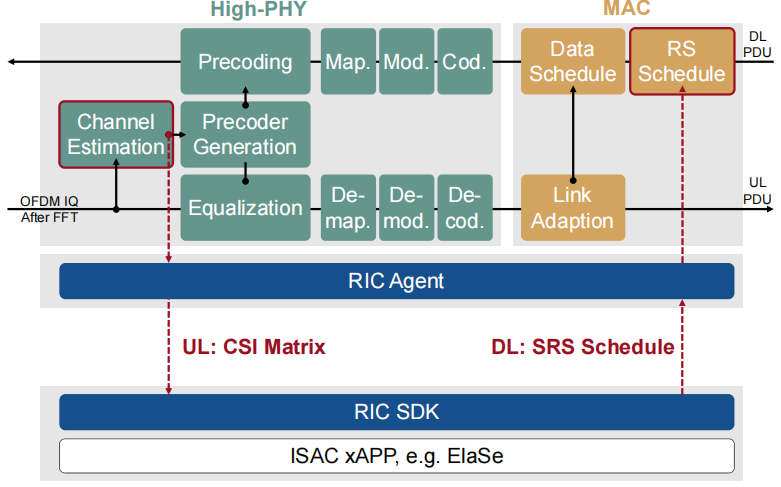 High-PHY
MAC
Precoding
Map.
Mod.
Cod.
Data
Schedule
RS
Schedule
DL
PDU
Channel
Estimation
Precoder
Generation
OFDM IQ
After FFT
Equalization
De-
map.
De-
mod.
De-
cod.
Link
Adaption
UL
PDU
RIC Agent
UL: CSI Matrix
DL: SRS Schedule
RIC SDK
ISAC xAPP, e.g. ElaSe